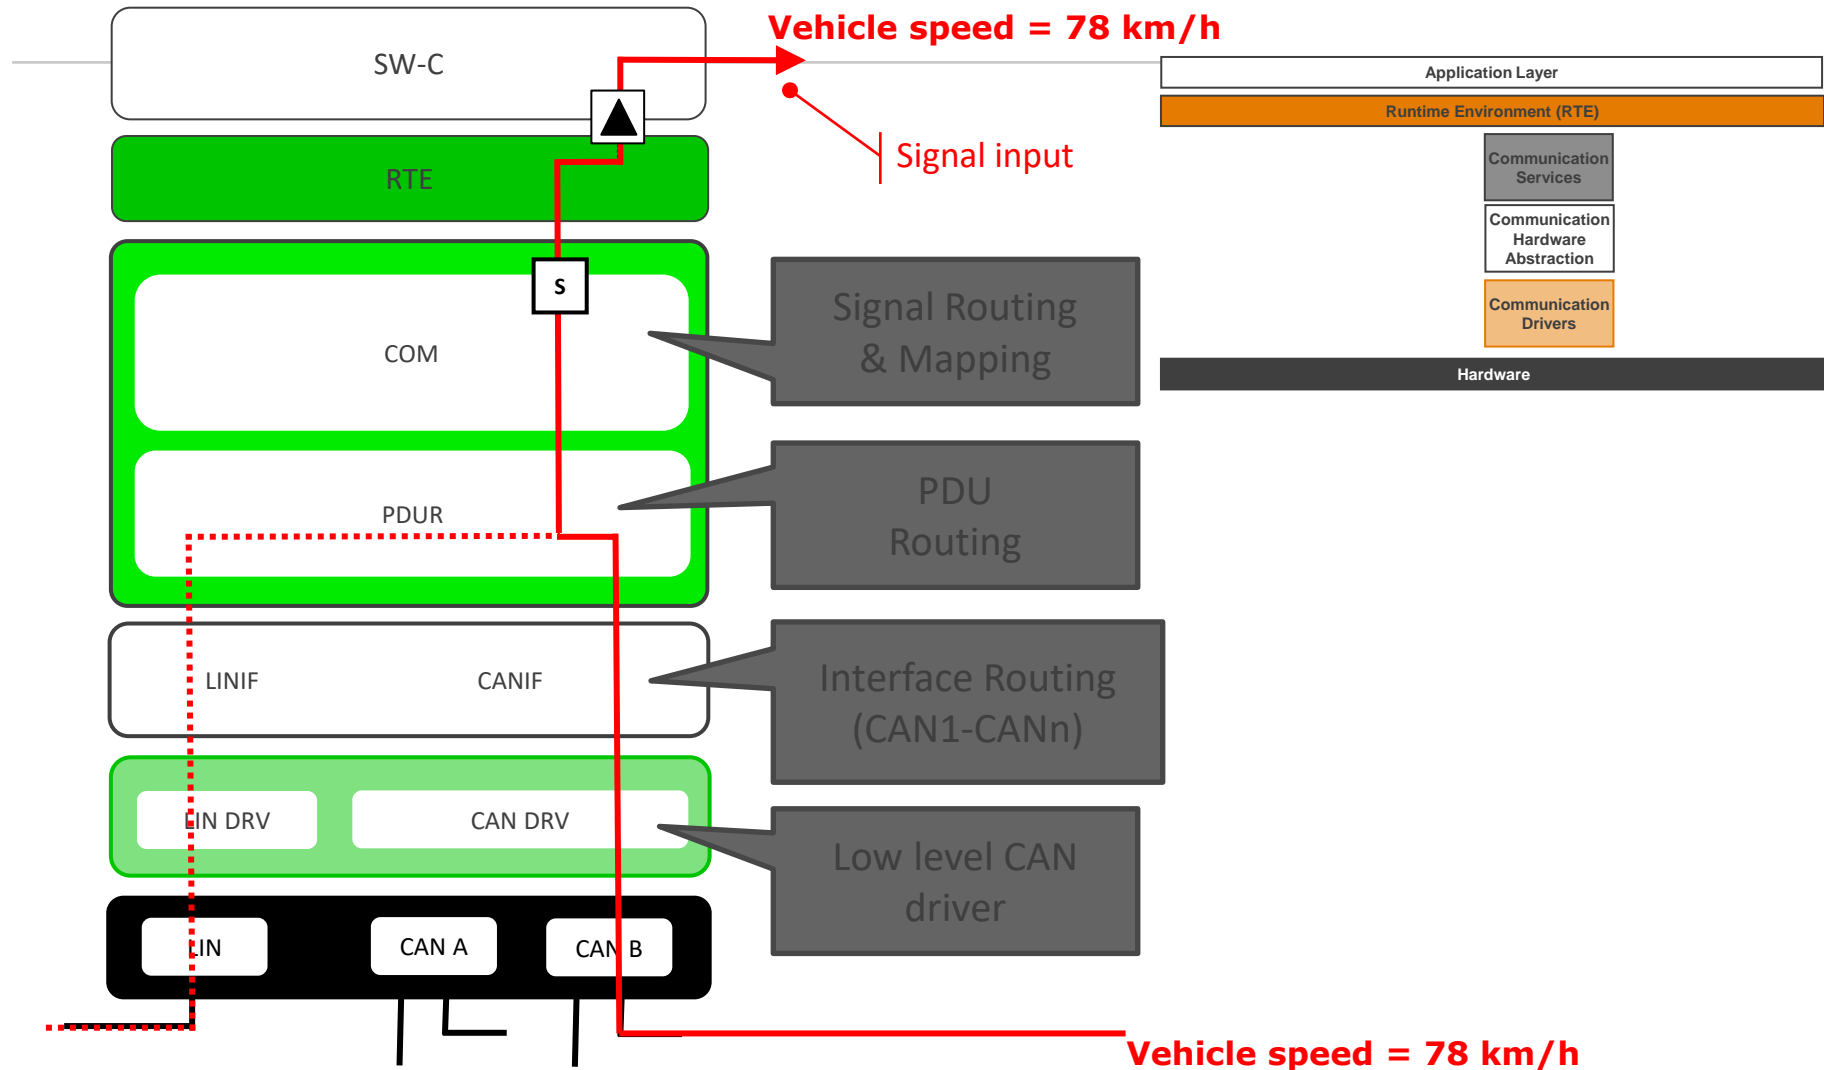 Vehicle speed = 78 km/h
SW-C
Signal input
RTE
S
COM
Signal Routing
& Mapping
PDUR
PDU
Routing
LINIF
CANIF
Interface Routing
(CAN1-CANn)
LIN DRV
CAN DRV
Low level CAN
driver
LIN
CAN A
CAN B
Vehicle speed = 78 km/h
Application Layer
Runtime Environment (RTE)
Communication
Services
Communication
Hardware
Abstraction
Communication
Drivers
Hardware